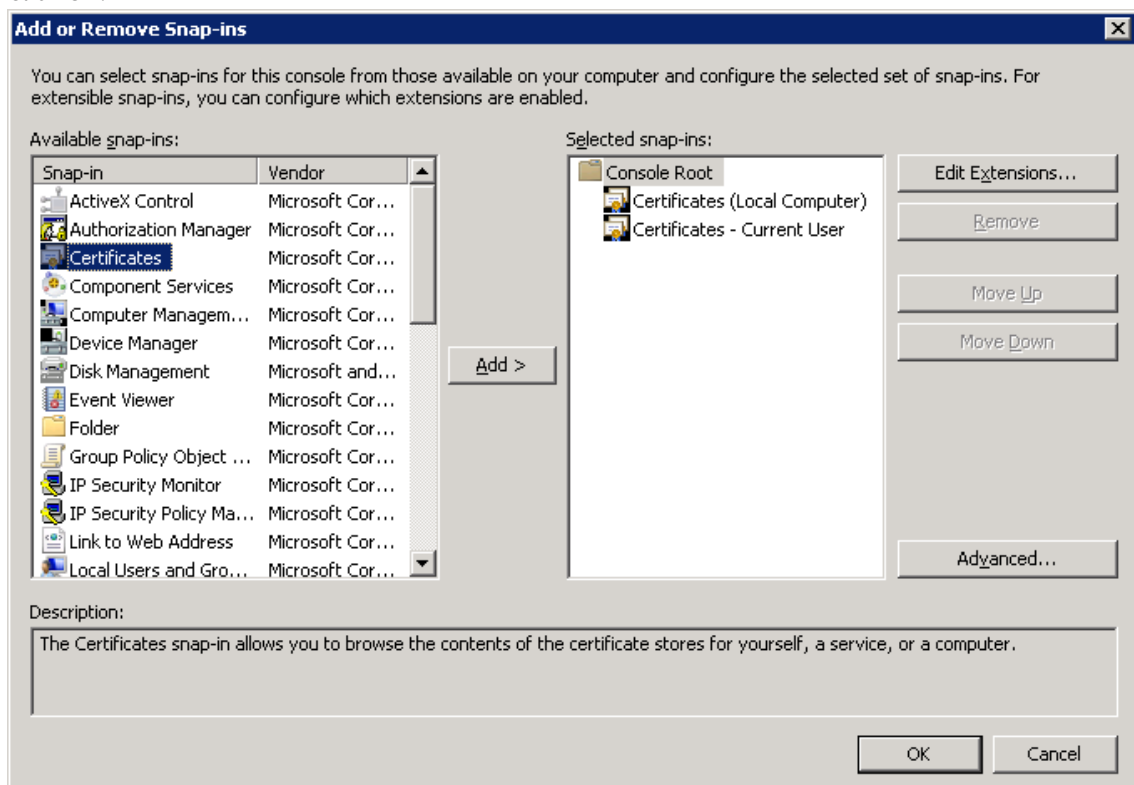 Add or Remove Snap-ins
You can select snap-ins for this console from those available on your computer and configure the selected set of snap-ins. For
extensible snap-ins, you can configure which extensions are enabled.
Available snap-ins:
Snap-in Vendor
ActiveX Control Microsoft Cor...
Authorization Manager Microsoft Cor...
Certificates Microsoft Cor...
Component Services Microsoft Cor...
Computer Managem... Microsoft Cor...
Device Manager Microsoft Cor...
Disk Management Microsoft and...
Event Viewer Microsoft Cor...
Folder Microsoft Cor...
Group Policy Object ... Microsoft Cor...
IP Security Monitor Microsoft Cor...
IP Security Policy Ma... Microsoft Cor...
Link to Web Address Microsoft Cor...
Local Users and Gro... Microsoft Cor...
Add >
Selected snap-ins:
Console Root
Certificates (Local Computer)
Certificates - Current User
Edit Extensions...
Remove
Move Up
Move Down
Advanced...
Description:
The Certificates snap-in allows you to browse the contents of the certificate stores for yourself, a service, or a computer.
OK Cancel